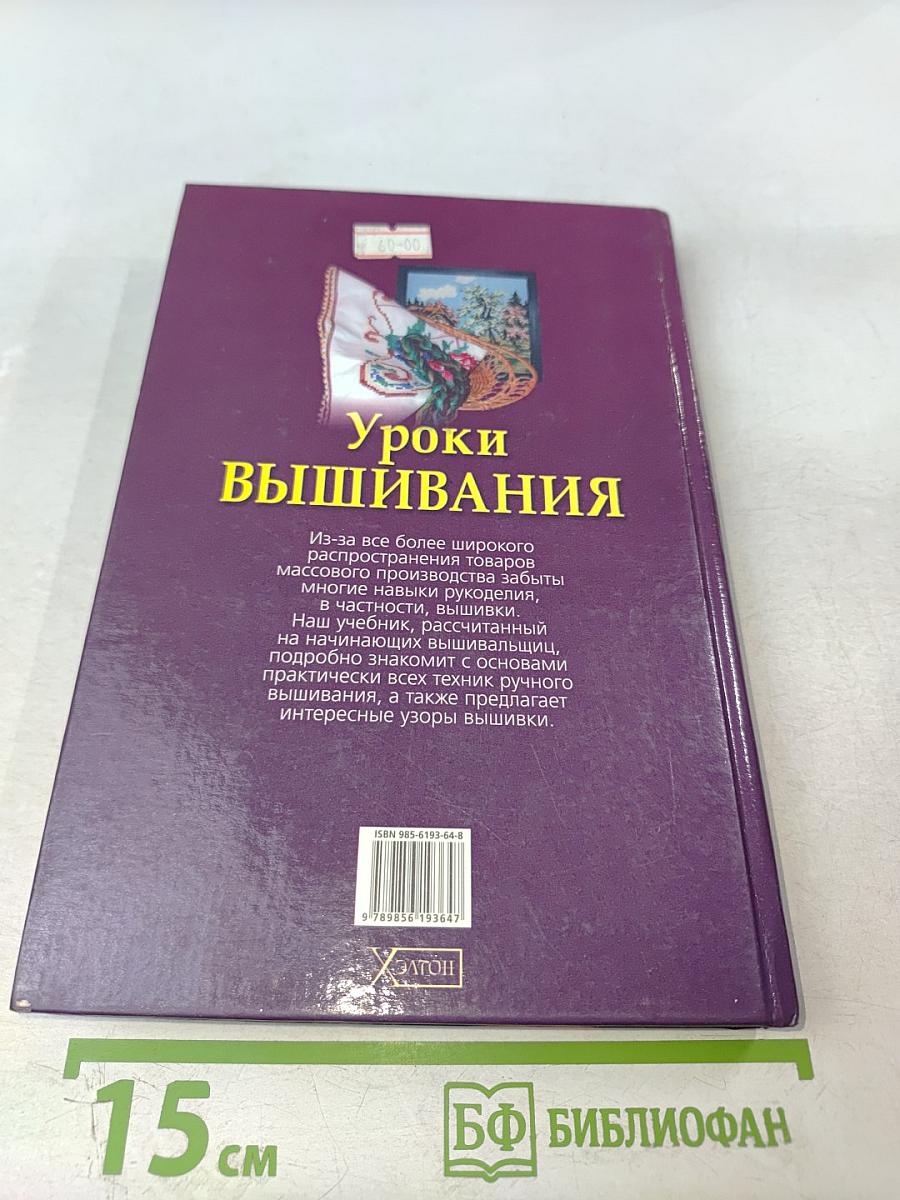 60-00
Уроки
ВЫШИВАНИЯ
Из-за все более широкого
распространения товаров
массового производства забыты
многие навыки рукоделия,
в частности, вышивки.
Наш учебник, рассчитанный
на начинающих вышивальщиц,
подробно знакомит с основами
практически всех техник ручного
вышивания, а также предлагает
интересные узоры вышивки.
ISBN 985-6193-64-8
9 789856 193647
ХЭЛТОН
15 см
БФ БИБЛИОФАН